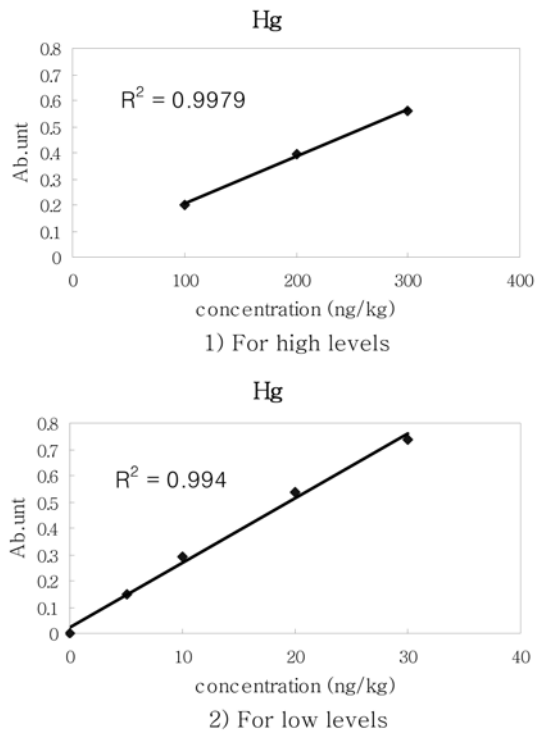 Hg
0.8
0.7
0.6
0.5
0.4
0.3
0.2
0.1
0
Ab.unt
R² = 0.9979
0 100 200 300 400
concentration (ng/kg)
1) For high levels
Hg
0.8
0.7
0.6
0.5
0.4
0.3
0.2
0.1
0
Ab.unt
R² = 0.994
0 10 20 30 40
concentration (ng/kg)
2) For low levels